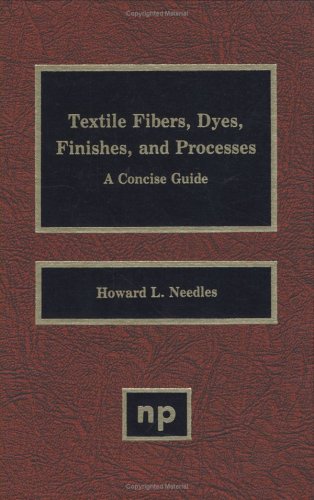 Textile Fibers, Dyes,
Finishes, and Processes
A Concise Guide
Howard L. Needles
np